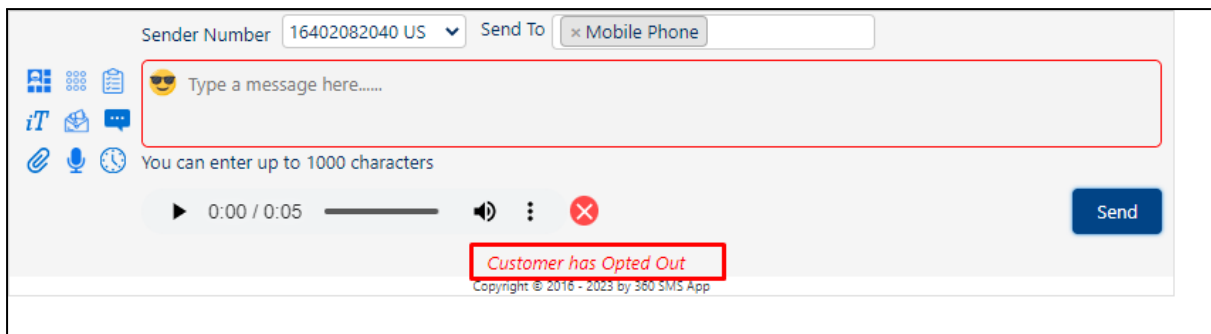 Sender Number 16402082040 US Send To × Mobile Phone
Type a message here......
iT
You can enter up to 1000 characters
0:00 / 0:05
Send
Customer has Opted Out
Copyright © 2016 - 2023 by 360 SMS App